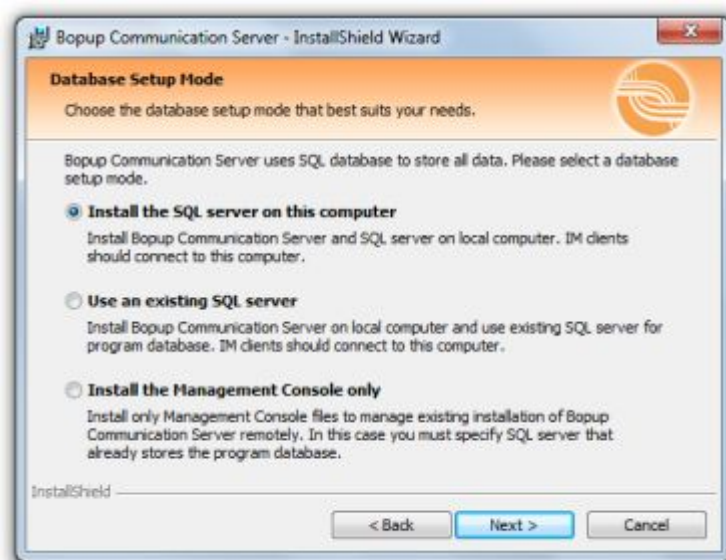 Bopup Communication Server - InstallShield Wizard
Database Setup Mode
Choose the database setup mode that best suits your needs.
Bopup Communication Server uses SQL database to store all data. Please select a database
setup mode.
Install the SQL server on this computer
Install Bopup Communication Server and SQL server on local computer. IM clients
should connect to this computer.
Use an existing SQL server
Install Bopup Communication Server on local computer and use existing SQL server for
program database. IM clients should connect to this computer.
Install the Management Console only
Install only Management Console files to manage existing installation of Bopup
Communication Server remotely. In this case you must specify SQL server that
already stores the program database.
InstallShield
< Back Next > Cancel